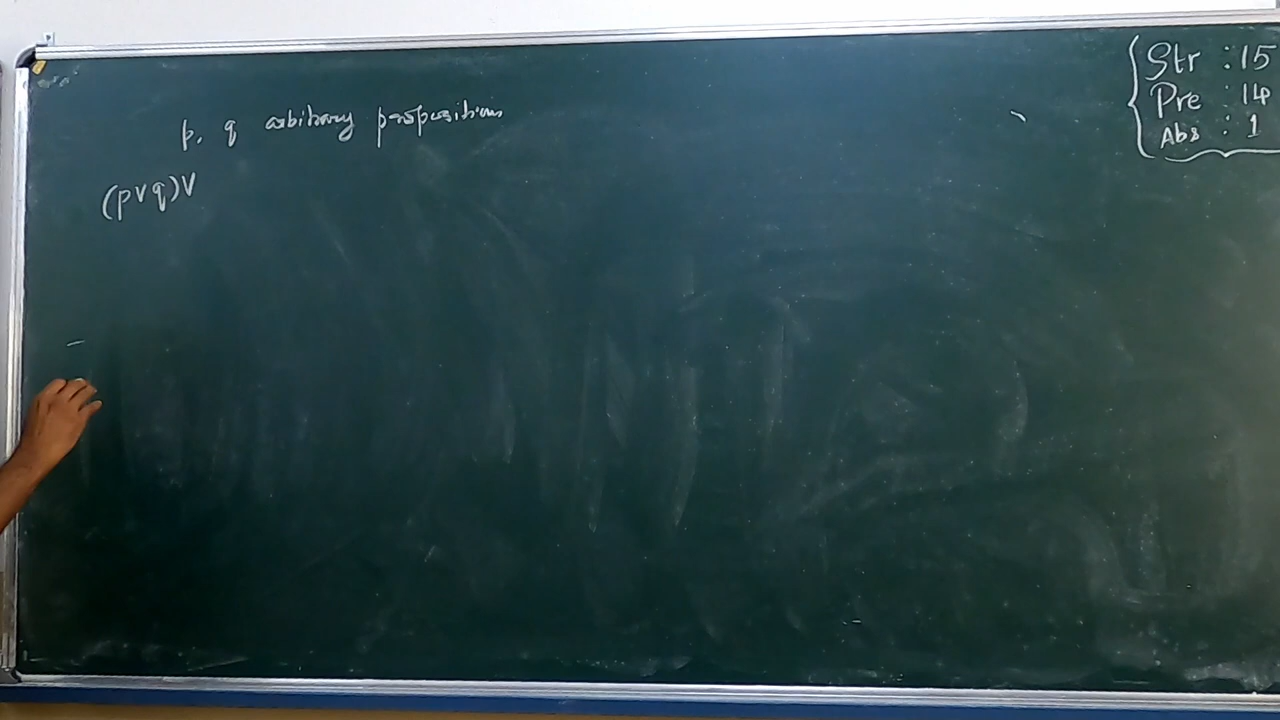 p, q arbitrary propositions
(p∨q)∨
Str : 15
Pre : 14
Abs : 1